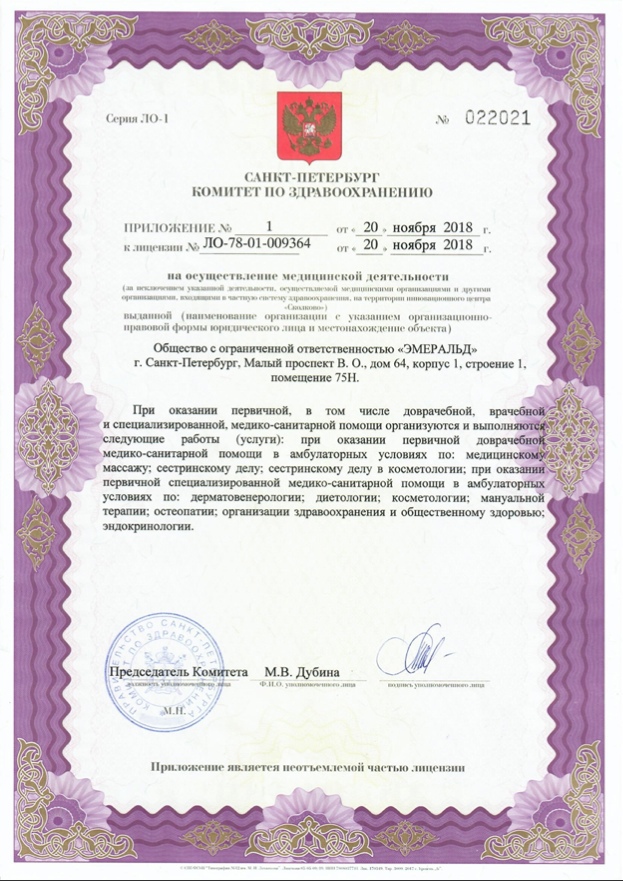 Серия ЛО-1
№ 022021
САНКТ-ПЕТЕРБУРГ
КОМИТЕТ ПО ЗДРАВООХРАНЕНИЮ
ПРИЛОЖЕНИЕ № 1 от « 20 » ноября 2018 г.
к лицензии № ЛО-78-01-009364 от « 20 » ноября 2018 г.
на осуществление медицинской деятельности
(за исключением указанной деятельности, осуществляемой медицинскими организациями и другими
организациями, входящими в частную систему здравоохранения, на территории инновационного центра
«Сколково»)
выданной (наименование организации с указанием организационно-
правовой формы юридического лица и местонахождение объекта)
Общество с ограниченной ответственностью «ЭМЕРАЛЬД»
г. Санкт-Петербург, Малый проспект В. О., дом 64, корпус 1, строение 1,
помещение 75Н.
При оказании первичной, в том числе доврачебной, врачебной
и специализированной, медико-санитарной помощи организуются и выполняются
следующие работы (услуги): при оказании первичной доврачебной
медико-санитарной помощи в амбулаторных условиях по: медицинскому
массажу; сестринскому делу; сестринскому делу в косметологии; при оказании
первичной специализированной медико-санитарной помощи в амбулаторных
условиях по: дерматовенерологии; диетологии; косметологии; мануальной
терапии; остеопатии; организации здравоохранения и общественному здоровью;
эндокринологии.
ПРАВИТЕЛЬСТВО САНКТ-ПЕТЕРБУРГА
КОМИТЕТ ПО ЗДРАВООХРАНЕНИЮ
Председатель Комитета М.В. Дубина
должность уполномоченного лица Ф.И.О. уполномоченного лица подпись уполномоченного лица
М.П.
Приложение является неотъемлемой частью лицензии